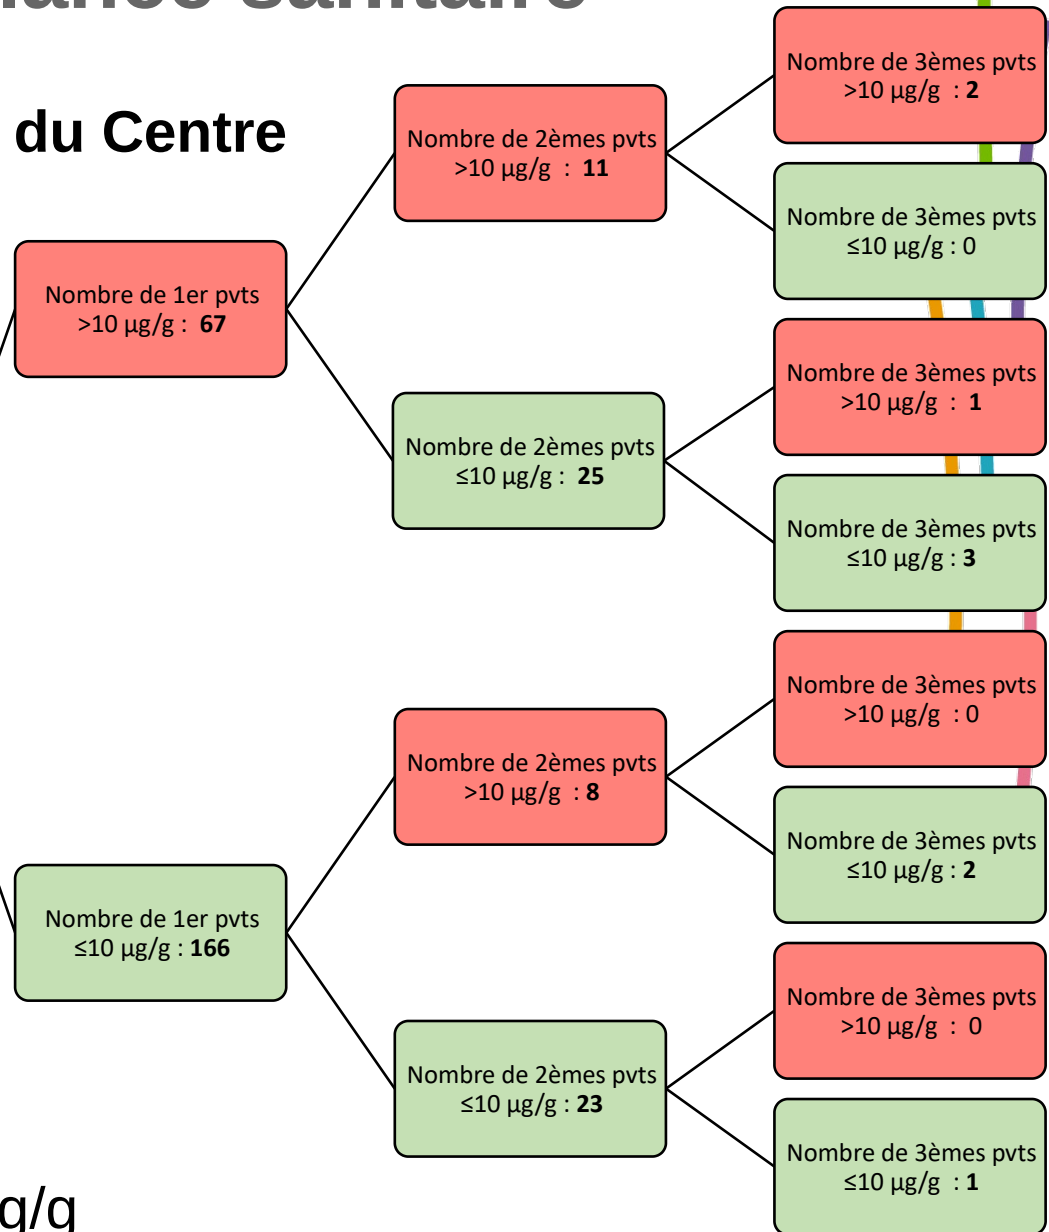 du Centre
Nombre de 1er pvts
>10 µg/g : 67
Nombre de 2èmes pvts
>10 µg/g : 11
Nombre de 3èmes pvts
>10 µg/g : 2
Nombre de 3èmes pvts
≤10 µg/g : 0
Nombre de 2èmes pvts
≤10 µg/g : 25
Nombre de 3èmes pvts
>10 µg/g : 1
Nombre de 3èmes pvts
≤10 µg/g : 3
Nombre de 1er pvts
≤10 µg/g : 166
Nombre de 2èmes pvts
>10 µg/g : 8
Nombre de 3èmes pvts
>10 µg/g : 0
Nombre de 3èmes pvts
≤10 µg/g : 2
Nombre de 2èmes pvts
≤10 µg/g : 23
Nombre de 3èmes pvts
>10 µg/g : 0
Nombre de 3èmes pvts
≤10 µg/g : 1
g/g